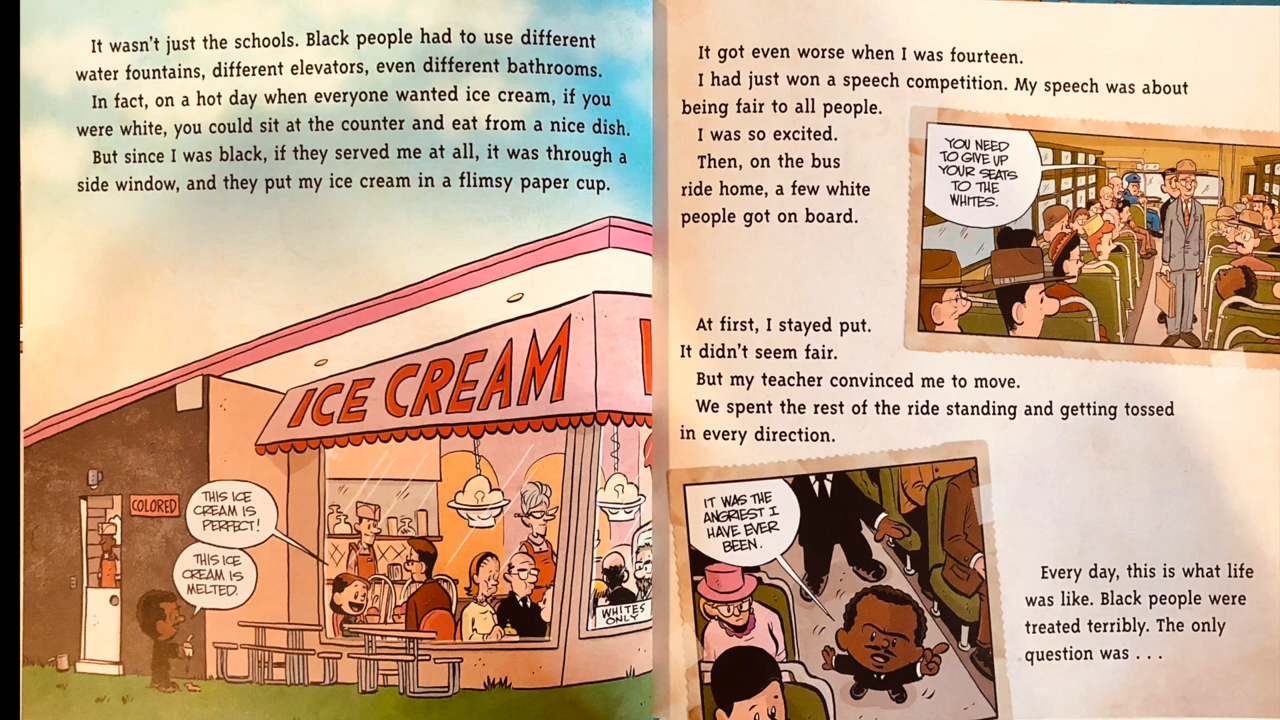 It wasn't just the schools. Black people had to use different
water fountains, different elevators, even different bathrooms.
In fact, on a hot day when everyone wanted ice cream, if you
were white, you could sit at the counter and eat from a nice dish.
But since I was black, if they served me at all, it was through a
side window, and they put my ice cream in a flimsy paper cup.
ICE CREAM
COLORED
THIS ICE
CREAM IS
PERFECT!
THIS ICE
CREAM IS
MELTED.
WHITES
ONLY
It got even worse when I was fourteen.
I had just won a speech competition. My speech was about
being fair to all people.
I was so excited.
Then, on the bus
ride home, a few white
people got on board.
YOU NEED
TO GIVE UP
YOUR SEATS
TO THE
WHITES.
At first, I stayed put.
It didn't seem fair.
But my teacher convinced me to move.
We spent the rest of the ride standing and getting tossed
in every direction.
IT WAS THE
ANGRIEST I
HAVE EVER
BEEN.
Every day, this is what life
was like. Black people were
treated terribly. The only
question was . . .